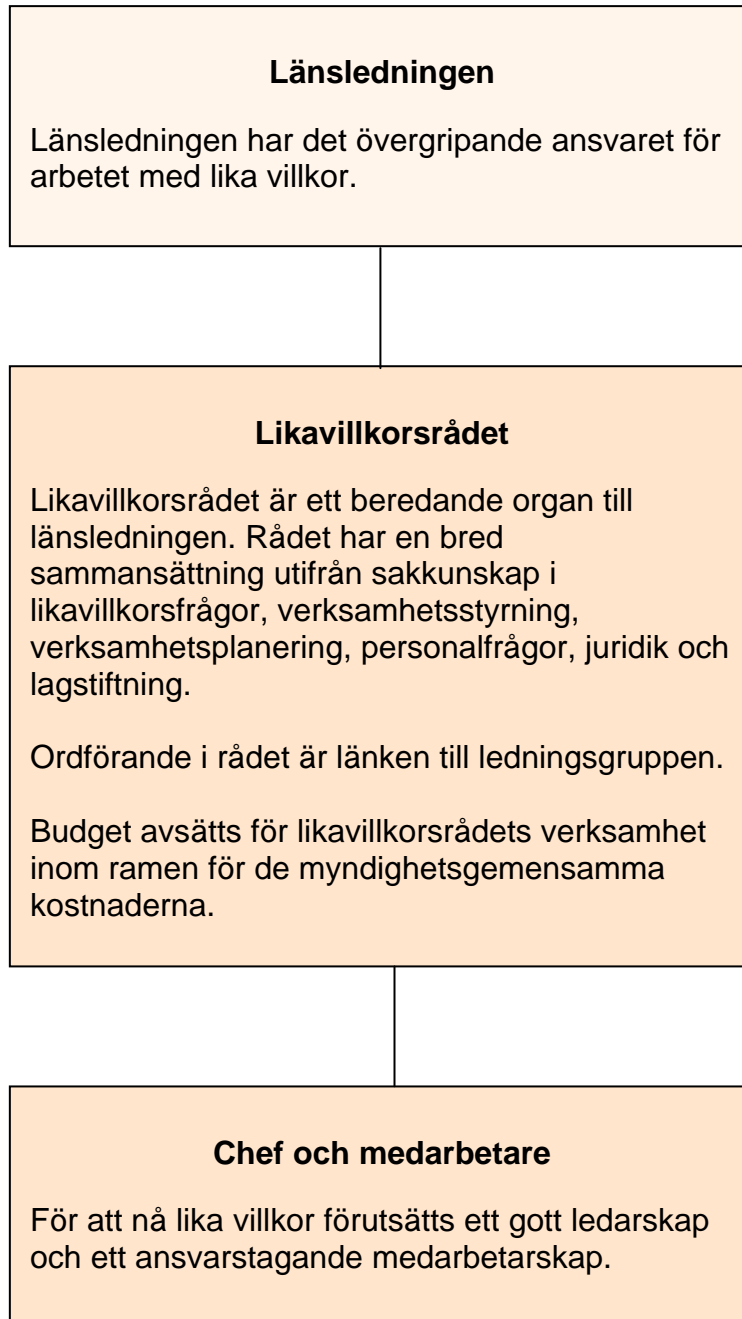 Länsledningen
Länsledningen har det övergripande ansvaret för
arbetet med lika villkor.
Likavillkorsrådet
Likavillkorsrådet är ett beredande organ till
länsledningen. Rådet har en bred
sammansättning utifrån sakkunskap i
likavillkorsfrågor, verksamhetsstyrning,
verksamhetsplanering, personalfrågor, juridik och
lagstiftning.
Ordförande i rådet är länken till ledningsgruppen.
Budget avsätts för likavillkorsrådets verksamhet
inom ramen för de myndighetsgemensamma
kostnaderna.
Chef och medarbetare
För att nå lika villkor förutsätts ett gott ledarskap
och ett ansvarstagande medarbetarskap.